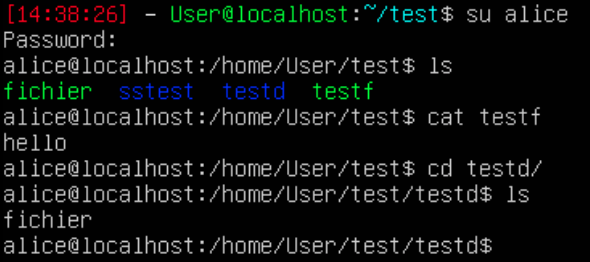 [14:38:26] - User@localhost:~/test$ su alice
Password:
alice@localhost:/home/User/test$ ls
fichier  sstest  testd  testf
alice@localhost:/home/User/test$ cat testf
hello
alice@localhost:/home/User/test$ cd testd/
alice@localhost:/home/User/test/testd$ ls
fichier
alice@localhost:/home/User/test/testd$